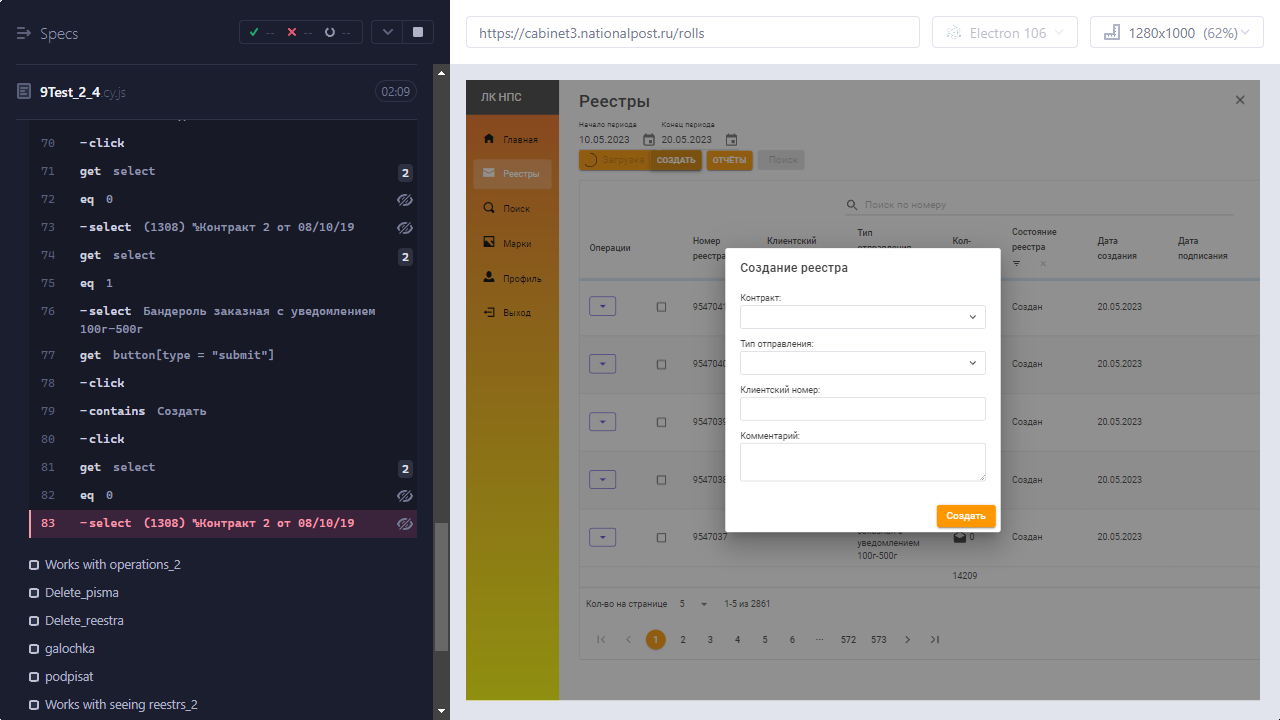 Specs
--
--
--
9Test_2_4.cy.js
02:09
70 -click
71 get select 2
72 eq 0
73 -select (1308) %Контракт 2 от 08/10/19
74 get select 2
75 eq 1
76 -select Бандероль заказная с уведомлением
100г-500г
77 get button[type = "submit"]
78 -click
79 -contains Создать
80 -click
81 get select 2
82 eq 0
83 -select (1308) %Контракт 2 от 08/10/19
Works with operations_2
Delete_pisma
Delete_reestra
galochka
podpisat
Works with seeing reestrs_2
https://cabinet3.nationalpost.ru/rolls
Electron 106
1280x1000 (62%)
ЛК НПС
Главная
Реестры
Поиск
Марки
Профиль
Выход
Реестры
Начало периода
Конец периода
10.05.2023
20.05.2023
Загрузка
СОЗДАТЬ
ОТЧЁТЫ
Поиск
Поиск по номеру
Операции
Номер
реестра
Клиентский
Тип
отправления
Кол-
Состояние
реестра
Дата
создания
Дата
подписания
9547041 Создан 20.05.2023
9547040 Создан 20.05.2023
9547039 Создан 20.05.2023
9547038 Создан 20.05.2023
9547037 заказная с
уведомлением
100г-500г
0 Создан 20.05.2023
14209
Кол-во на странице 5 1-5 из 2861
1 2 3 4 5 6 ... 572 573
Создание реестра
Контракт:
Тип отправления:
Клиентский номер:
Комментарий:
Создать